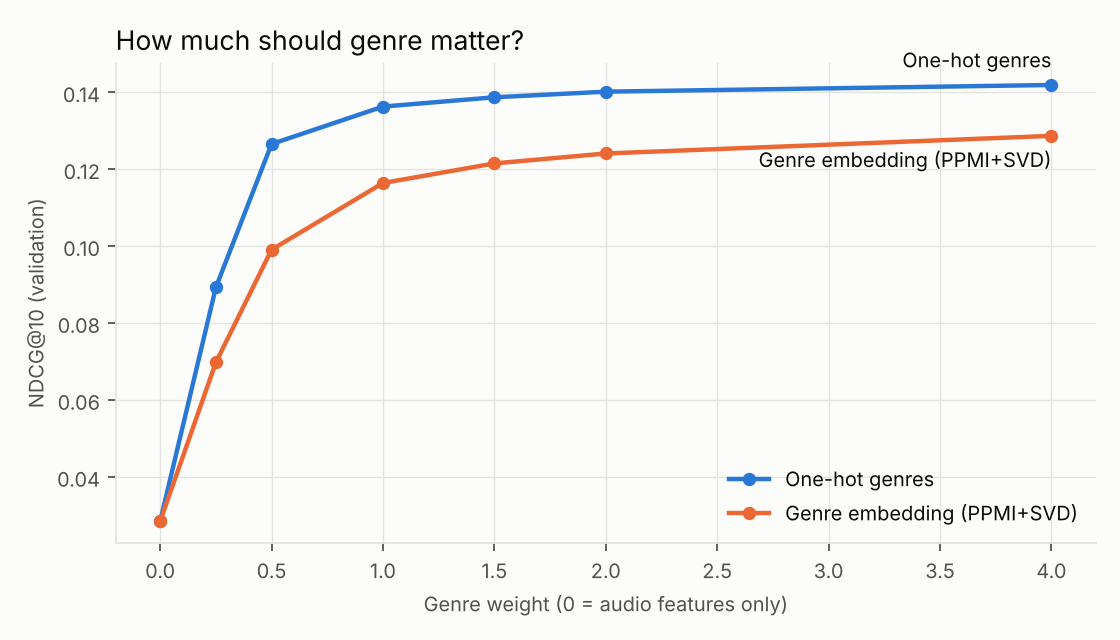 How much should genre matter?
One-hot genres
Genre embedding (PPMI+SVD)
NDCG@10 (validation)
0.14
0.12
0.10
0.08
0.06
0.04
One-hot genres
Genre embedding (PPMI+SVD)
0.0 0.5 1.0 1.5 2.0 2.5 3.0 3.5 4.0
Genre weight (0 = audio features only)